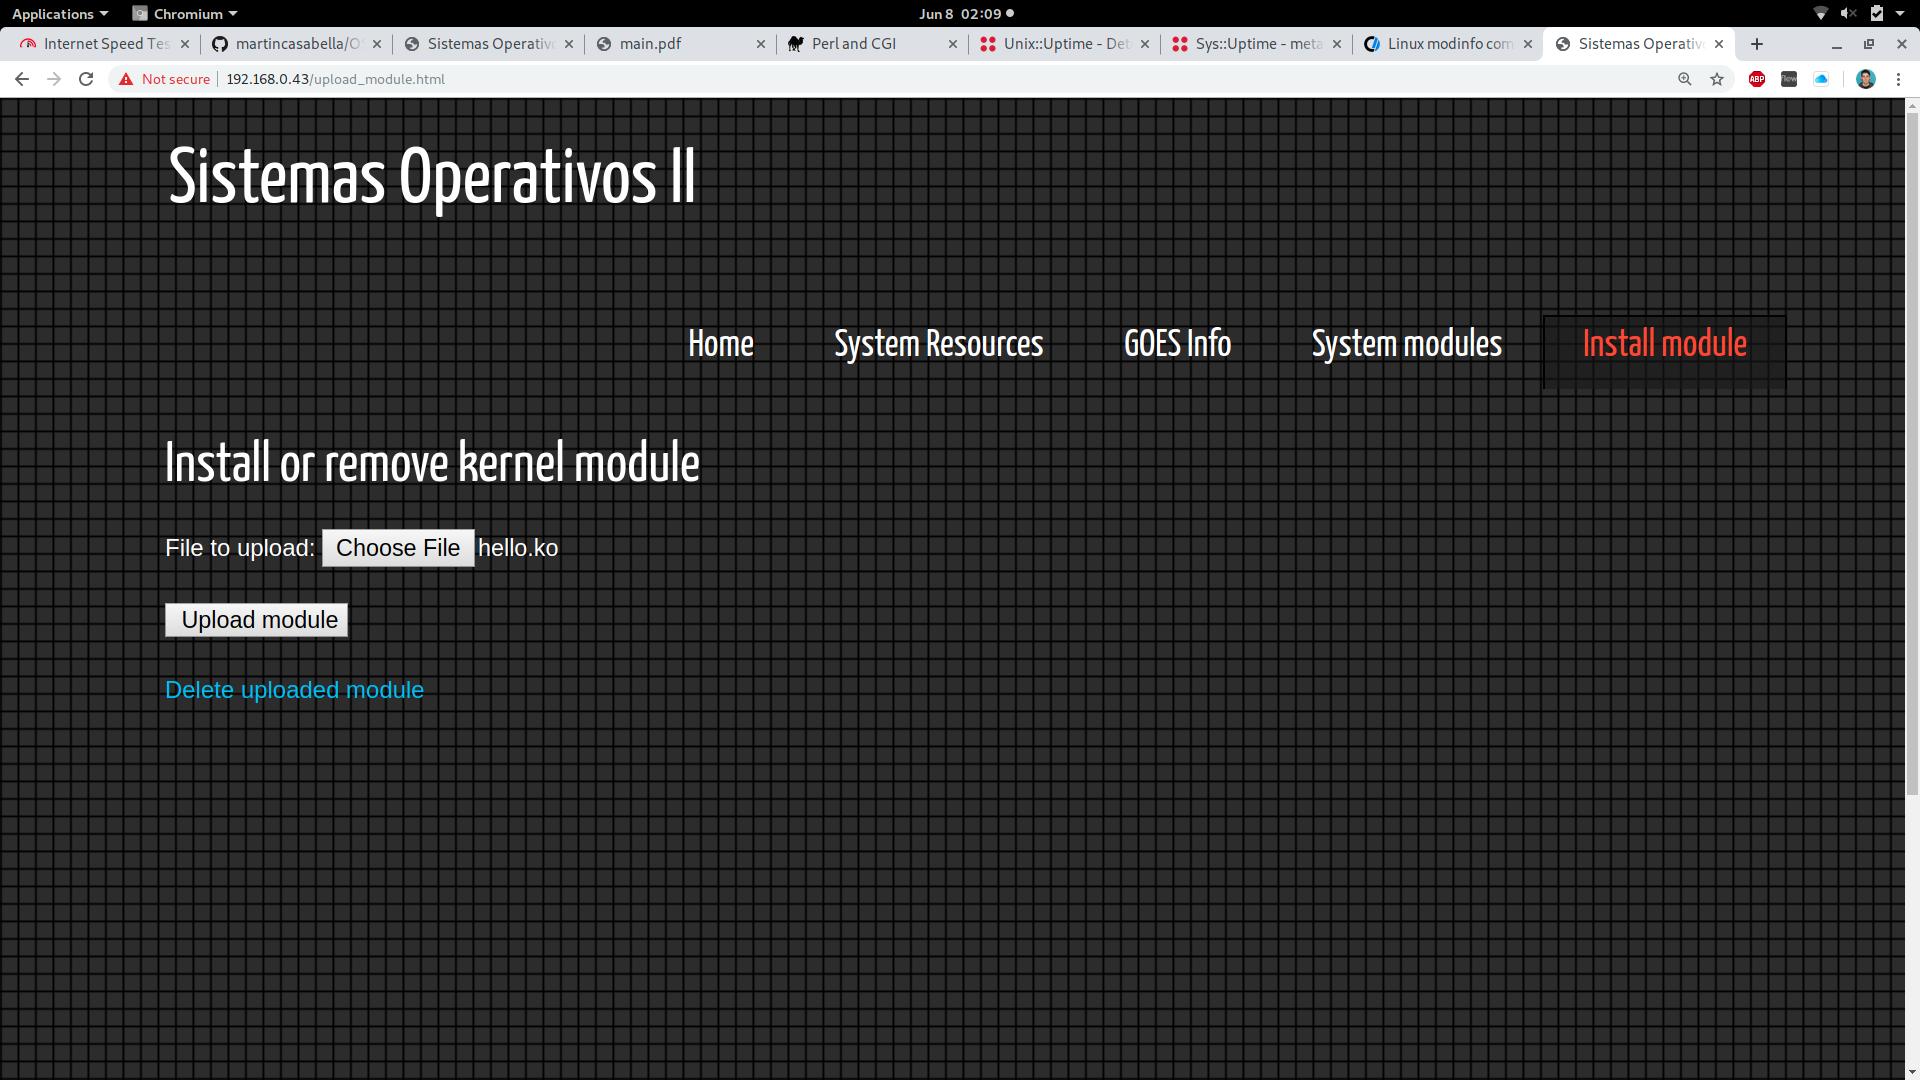 Applications Chromium Jun 8 02:09
Internet Speed Tes martincasabella/O Sistemas Operativ main.pdf Perl and CGI Unix::Uptime - Det Sys::Uptime - meta Linux modinfo com Sistemas Operativ
Not secure 192.168.0.43/upload_module.html ABP flow
Sistemas Operativos II
Home System Resources GOES Info System modules Install module
Install or remove kernel module
File to upload: Choose File hello.ko
Upload module
Delete uploaded module